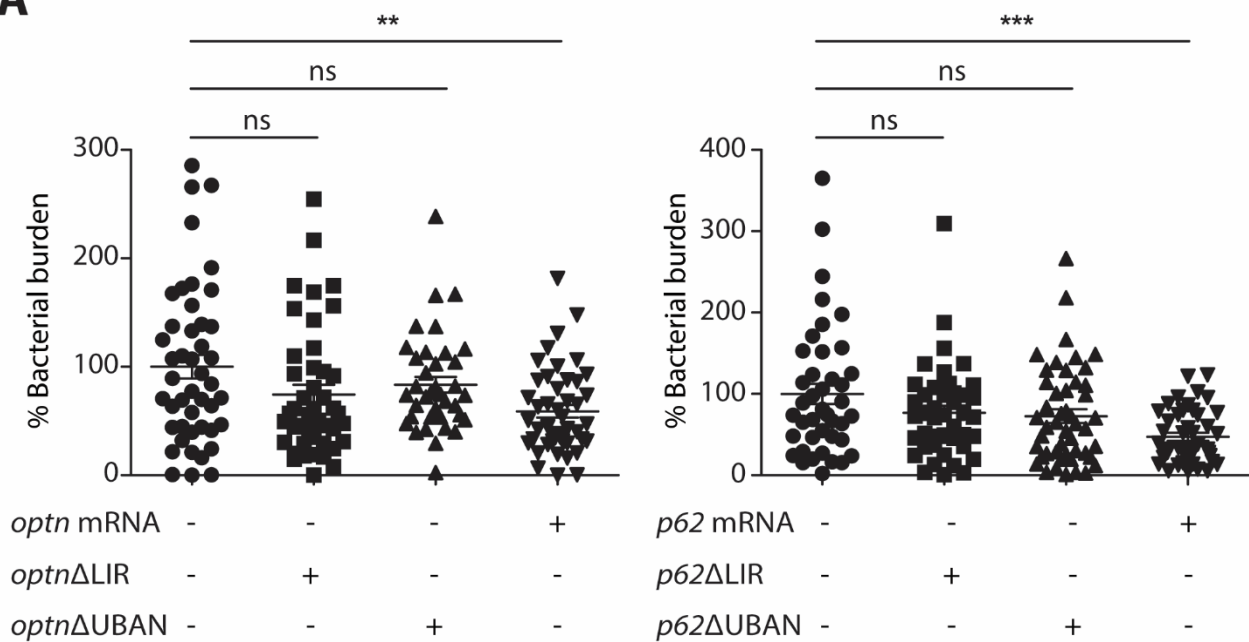 A
**
ns
ns
300
200
100
0
% Bacterial burden
optn mRNA - - - +
optnΔLIR - + - -
optnΔUBAN - - + -
***
ns
ns
400
300
200
100
0
% Bacterial burden
p62 mRNA - - - +
p62ΔLIR - + - -
p62ΔUBAN - - + -